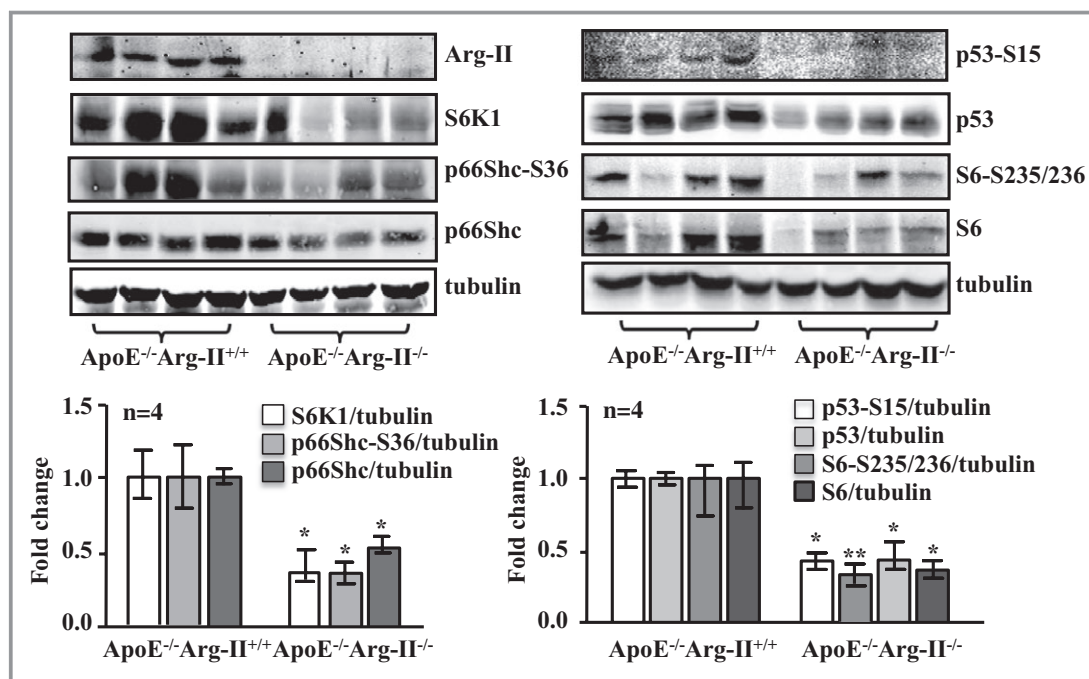 Arg-II
S6K1
p66Shc-S36
p66Shc
tubulin
ApoE⁻/⁻Arg-II⁺/⁺ ApoE⁻/⁻Arg-II⁻/⁻
p53-S15
p53
S6-S235/236
S6
tubulin
ApoE⁻/⁻Arg-II⁺/⁺ ApoE⁻/⁻Arg-II⁻/⁻
Fold change
1.5
1.0
0.5
0.0
n=4
S6K1/tubulin
p66Shc-S36/tubulin
p66Shc/tubulin
* * *
ApoE⁻/⁻Arg-II⁺/⁺ ApoE⁻/⁻Arg-II⁻/⁻
Fold change
1.5
1.0
0.5
0.0
n=4
p53-S15/tubulin
p53/tubulin
S6-S235/236/tubulin
S6/tubulin
* ** * *
ApoE⁻/⁻Arg-II⁺/⁺ ApoE⁻/⁻Arg-II⁻/⁻